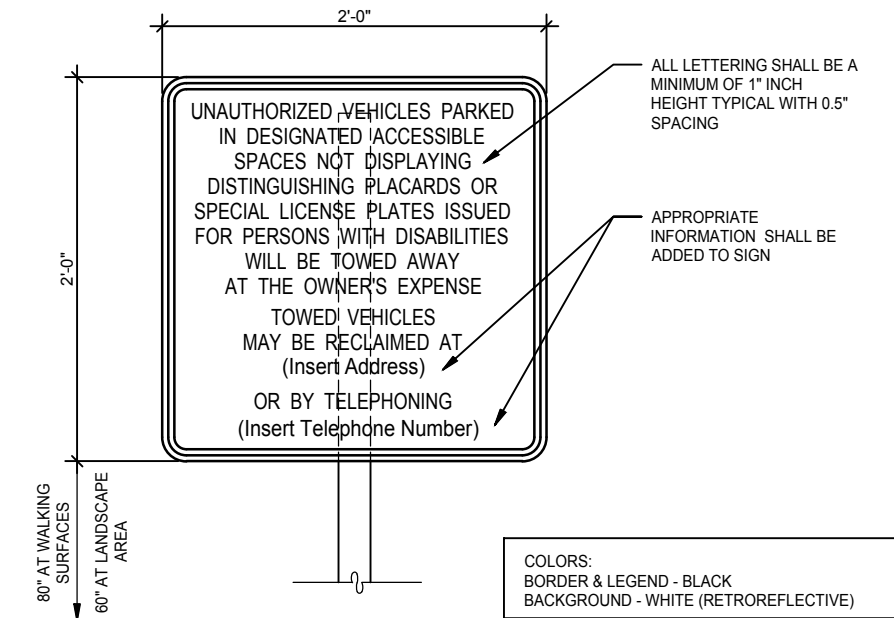 2'-0"
ALL LETTERING SHALL BE A
MINIMUM OF 1" INCH
HEIGHT TYPICAL WITH 0.5"
SPACING
UNAUTHORIZED VEHICLES PARKED
IN DESIGNATED ACCESSIBLE
SPACES NOT DISPLAYING
DISTINGUISHING PLACARDS OR
SPECIAL LICENSE PLATES ISSUED
FOR PERSONS WITH DISABILITIES
WILL BE TOWED AWAY
AT THE OWNER'S EXPENSE
TOWED VEHICLES
MAY BE RECLAIMED AT
(Insert Address)
OR BY TELEPHONING
(Insert Telephone Number)
APPROPRIATE
INFORMATION SHALL BE
ADDED TO SIGN
2'-0"
80" AT WALKING
SURFACES
60" AT LANDSCAPE
AREA
COLORS:
BORDER & LEGEND - BLACK
BACKGROUND - WHITE (RETROREFLECTIVE)